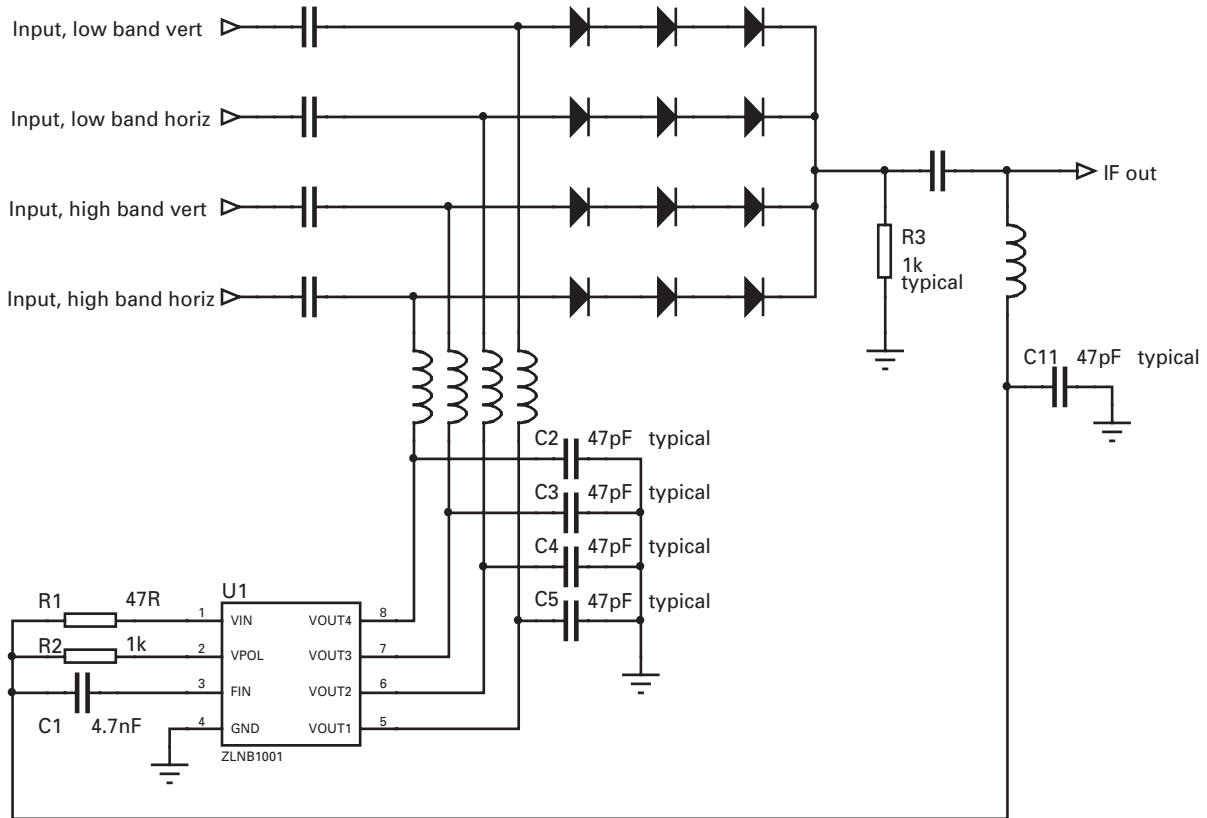 Input, low band vert
Input, low band horiz
IF out
Input, high band vert
R3
1k
typical
Input, high band horiz
C11 47pF typical
C2 47pF typical
C3 47pF typical
C4 47pF typical
C5 47pF typical
U1
R1 47R
1 VIN VOUT4 8
R2 1k
2 VPOL VOUT3 7
3 FIN VOUT2 6
C1 4.7nF
4 GND VOUT1 5
ZLNB1001